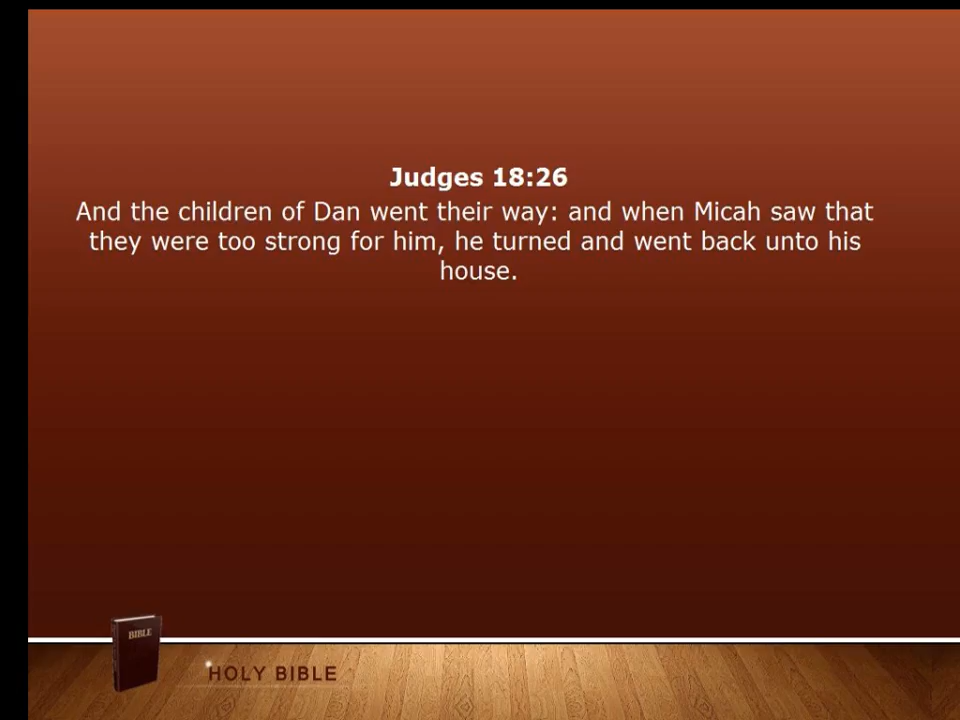 Judges 18:26
And the children of Dan went their way: and when Micah saw that
they were too strong for him, he turned and went back unto his
house.
BIBLE
HOLY BIBLE